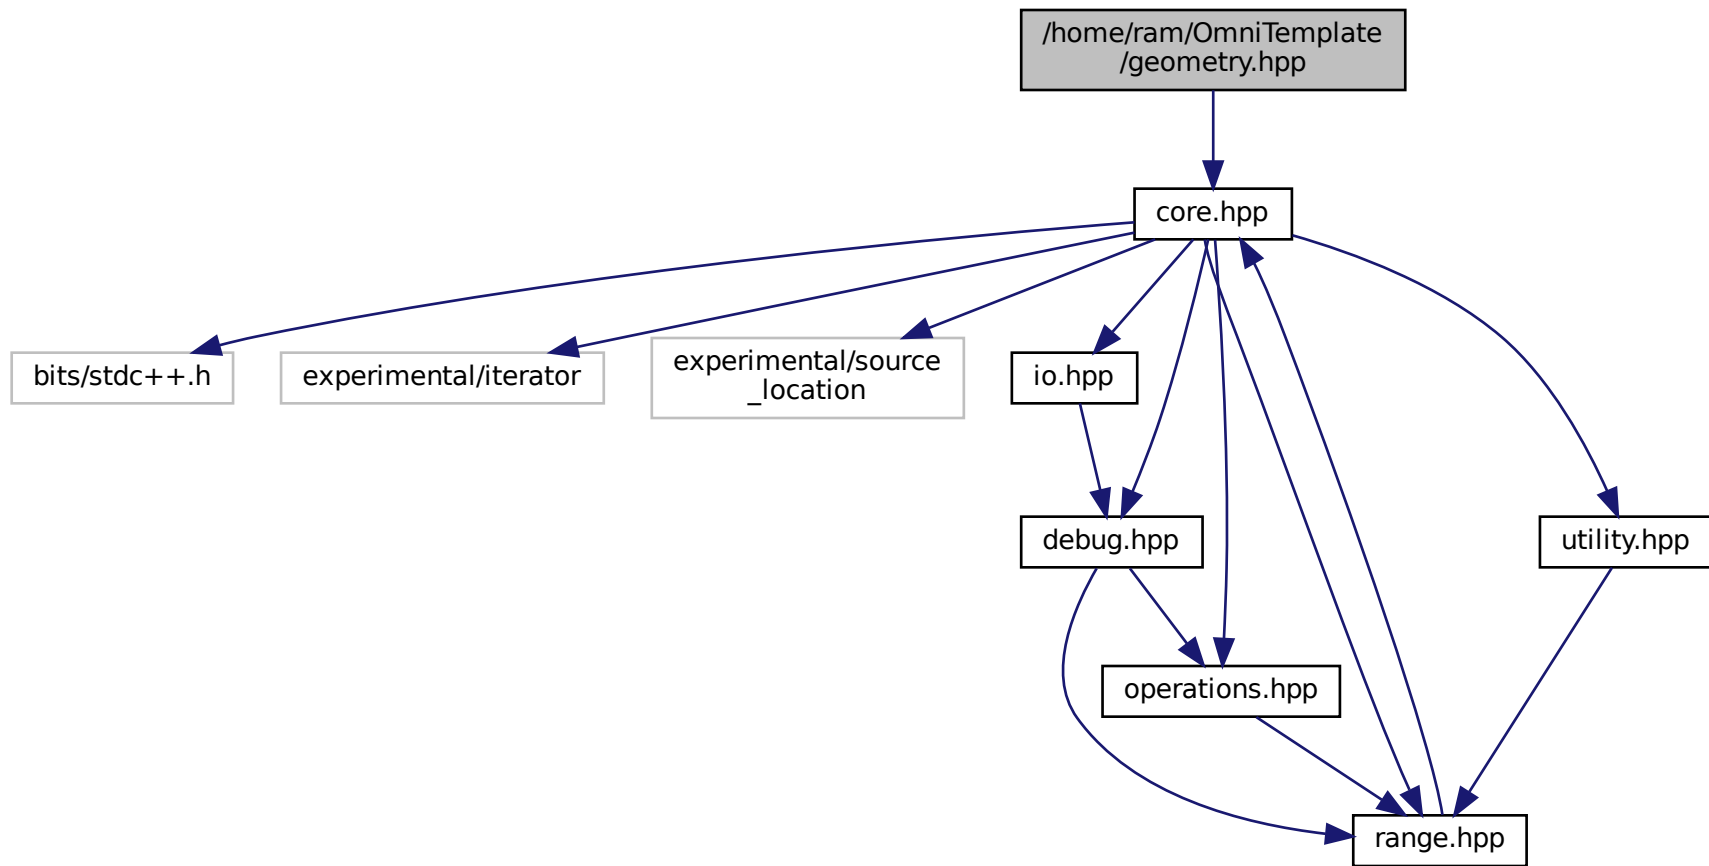 /home/ram/OmniTemplate
/geometry.hpp
core.hpp
bits/stdc++.h
experimental/iterator
experimental/source
_location
io.hpp
debug.hpp
utility.hpp
operations.hpp
range.hpp